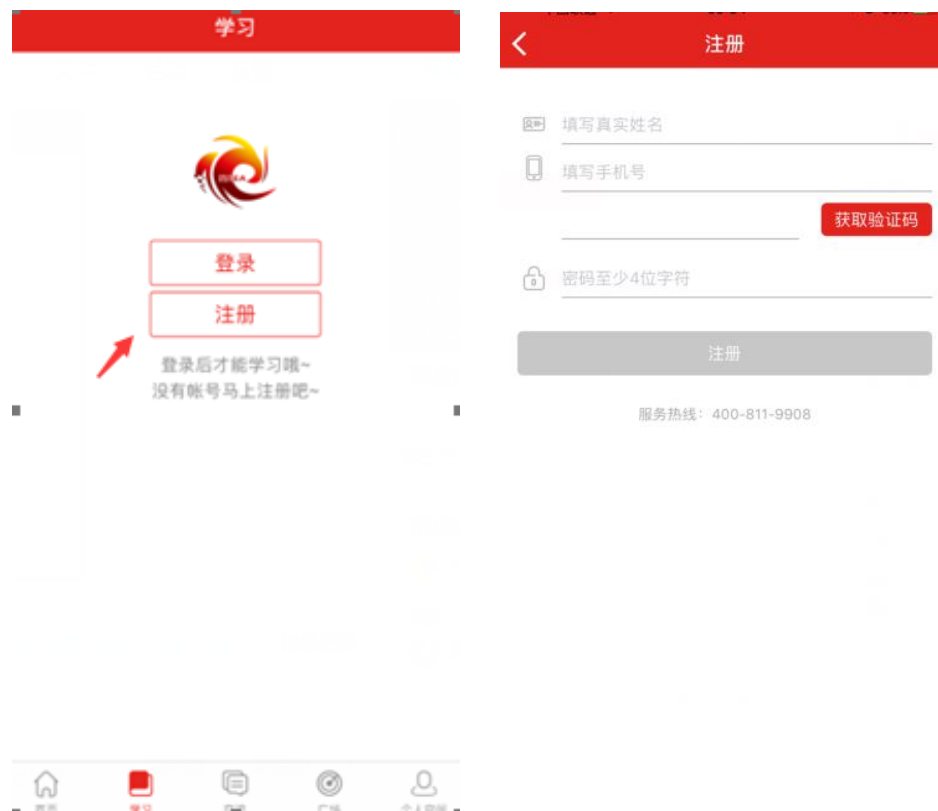 学习
登录
注册
登录后才能学习哦~
没有帐号马上注册吧~
学习
注册
填写真实姓名
填写手机号
获取验证码
密码至少4位字符
注册
服务热线：400-811-9908